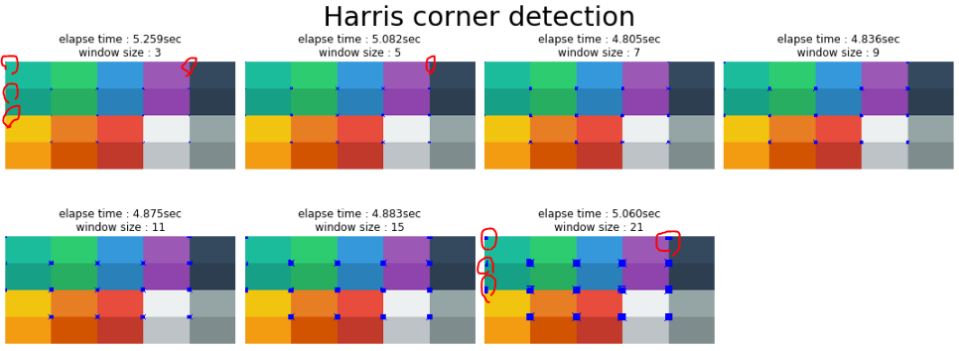 Harris corner detection
elapse time : 5.259sec
window size : 3
elapse time : 5.082sec
window size : 5
elapse time : 4.805sec
window size : 7
elapse time : 4.836sec
window size : 9
elapse time : 4.875sec
window size : 11
elapse time : 4.883sec
window size : 15
elapse time : 5.060sec
window size : 21